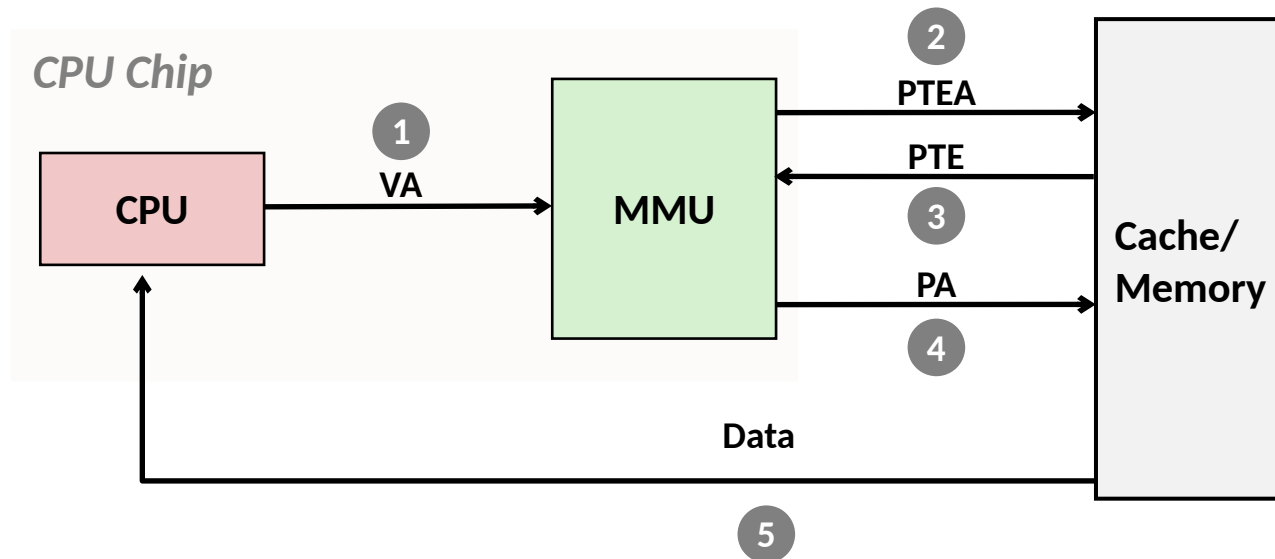 CPU Chip
2
PTEA
1
VA
PTE
CPU
MMU
3
Cache/
Memory
PA
4
Data
5